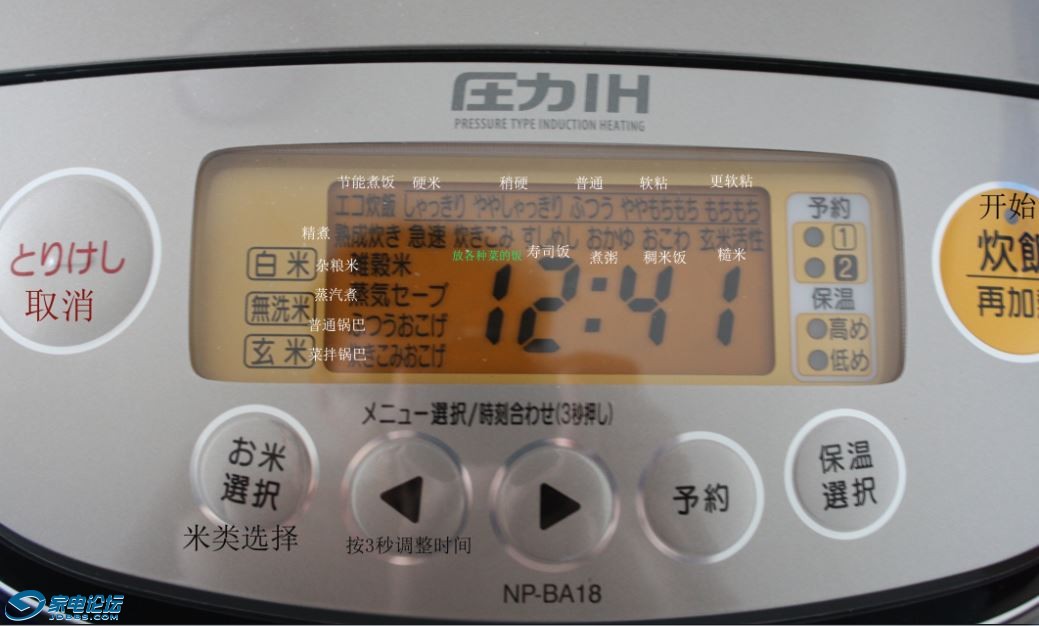 圧力IH
PRESSURE TYPE INDUCTION HEATING
节能煮饭 硬米 稍硬 普通 软粘 更软粘
エコ炊飯 しゃっきり ややしゃっきり ふつう ややもちもち もちもち
精煮
熟成炊き 急速 炊きこみ すしめし おかゆ おこわ 玄米活性
放各种菜的饭 寿司饭 煮粥 稠米饭 糙米
白米 杂粮米 雑穀米
蒸汽煮 蒸気セーブ
無洗米
普通锅巴 ふつうおこげ
玄米 菜拌锅巴 炊きこみおこげ
12:41
予約
1
2
保温
高め
低め
とりけし
取消
开始
炊飯
再加
メニュー選択/時刻合わせ(3秒押し)
お米
選択
米类选择
按3秒调整时间
予約
保温
選択
NP-BA18
家电论坛
JDBBS.COM